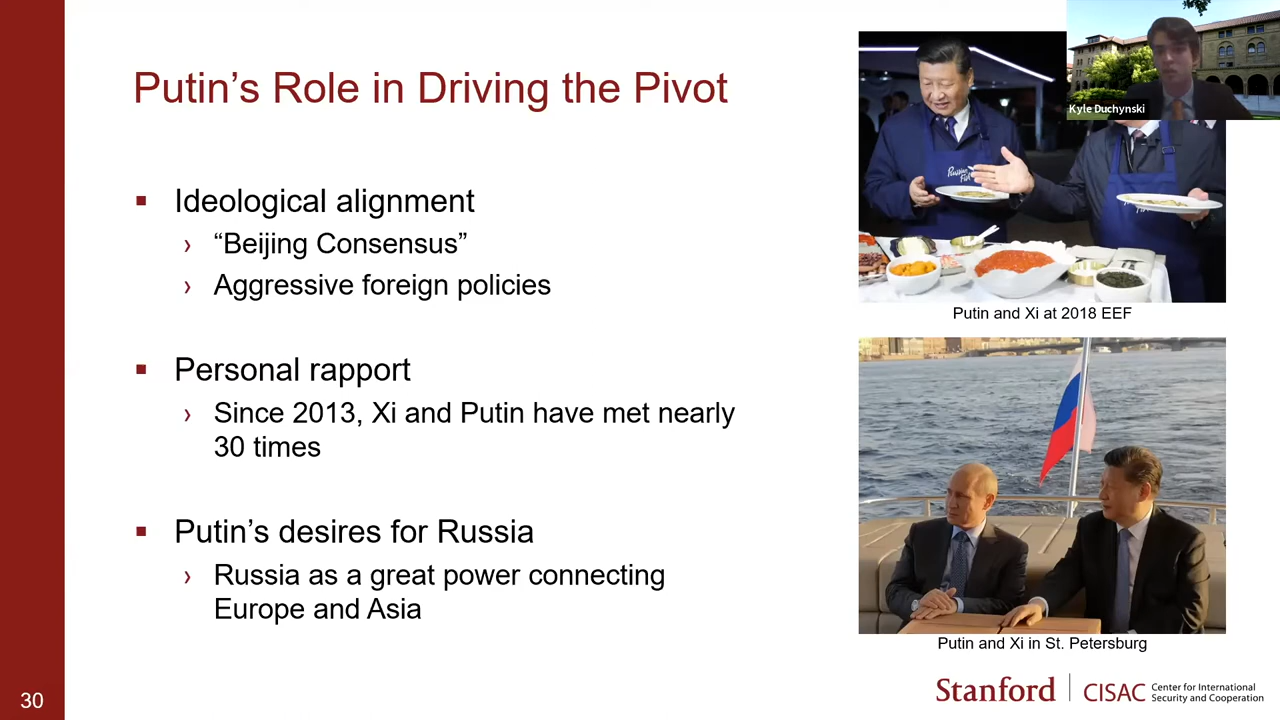 Putin’s Role in Driving the Pivot
▪ Ideological alignment
› “Beijing Consensus”
› Aggressive foreign policies
▪ Personal rapport
› Since 2013, Xi and Putin have met nearly
30 times
▪ Putin’s desires for Russia
› Russia as a great power connecting
Europe and Asia
Kyle Duchynski
Putin and Xi at 2018 EEF
Putin and Xi in St. Petersburg
30
Stanford
CISAC
Center for International
Security and Cooperation